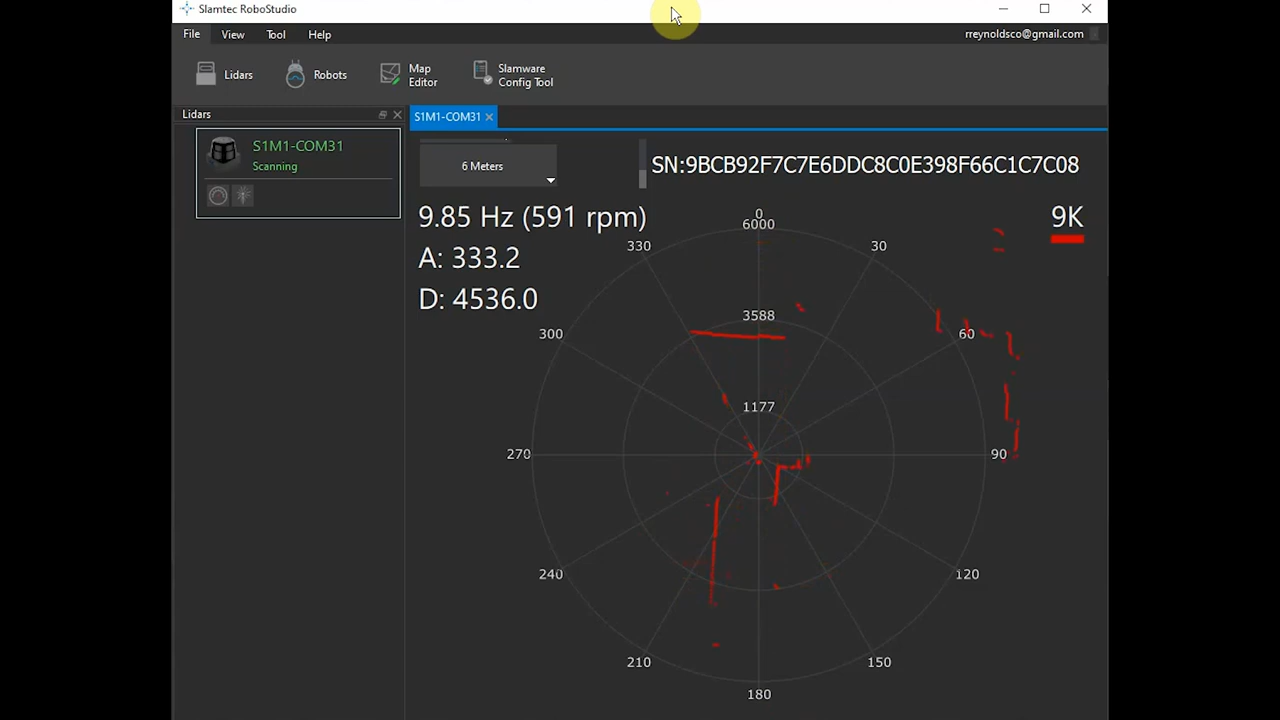 Slamtec RoboStudio
File View Tool Help rreynoldsco@gmail.com
Lidars Robots Map Editor Slamware Config Tool
Lidars
S1M1-COM31
Scanning
S1M1-COM31
6 Meters
SN:9BCB92F7C7E6DDC8C0E398F66C1C7C08
9.85 Hz (591 rpm)
A: 333.2
D: 4536.0
9K
0
6000
330
30
3588
300
60
1177
270
90
240
120
210
150
180